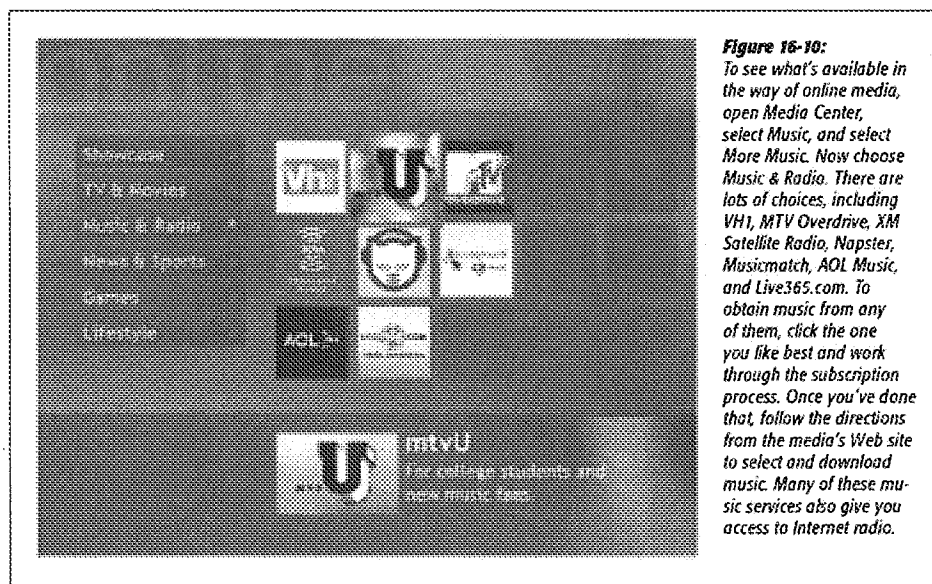 Showcase
TV & Movies
Music & Radio
News & Sports
Games
Lifestyle
Vh1
U
MTV
AOL
mtvU
For college students and
new music fans
Figure 16-10:
To see what's available in
the way of online media,
open Media Center,
select Music, and select
More Music. Now choose
Music & Radio. There are
lots of choices, including
VH1, MTV Overdrive, XM
Satellite Radio, Napster,
Musicmatch, AOL Music,
and Live365.com. To
obtain music from any
of them, click the one
you like best and work
through the subscription
process. Once you've done
that, follow the directions
from the media's Web site
to select and download
music. Many of these mu-
sic services also give you
access to Internet radio.